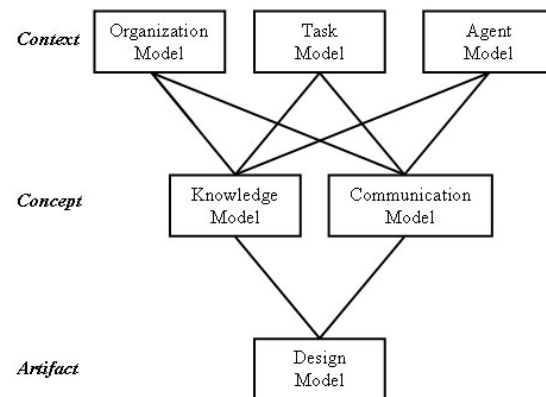 Context
Organization
Model
Task
Model
Agent
Model
Concept
Knowledge
Model
Communication
Model
Artifact
Design
Model